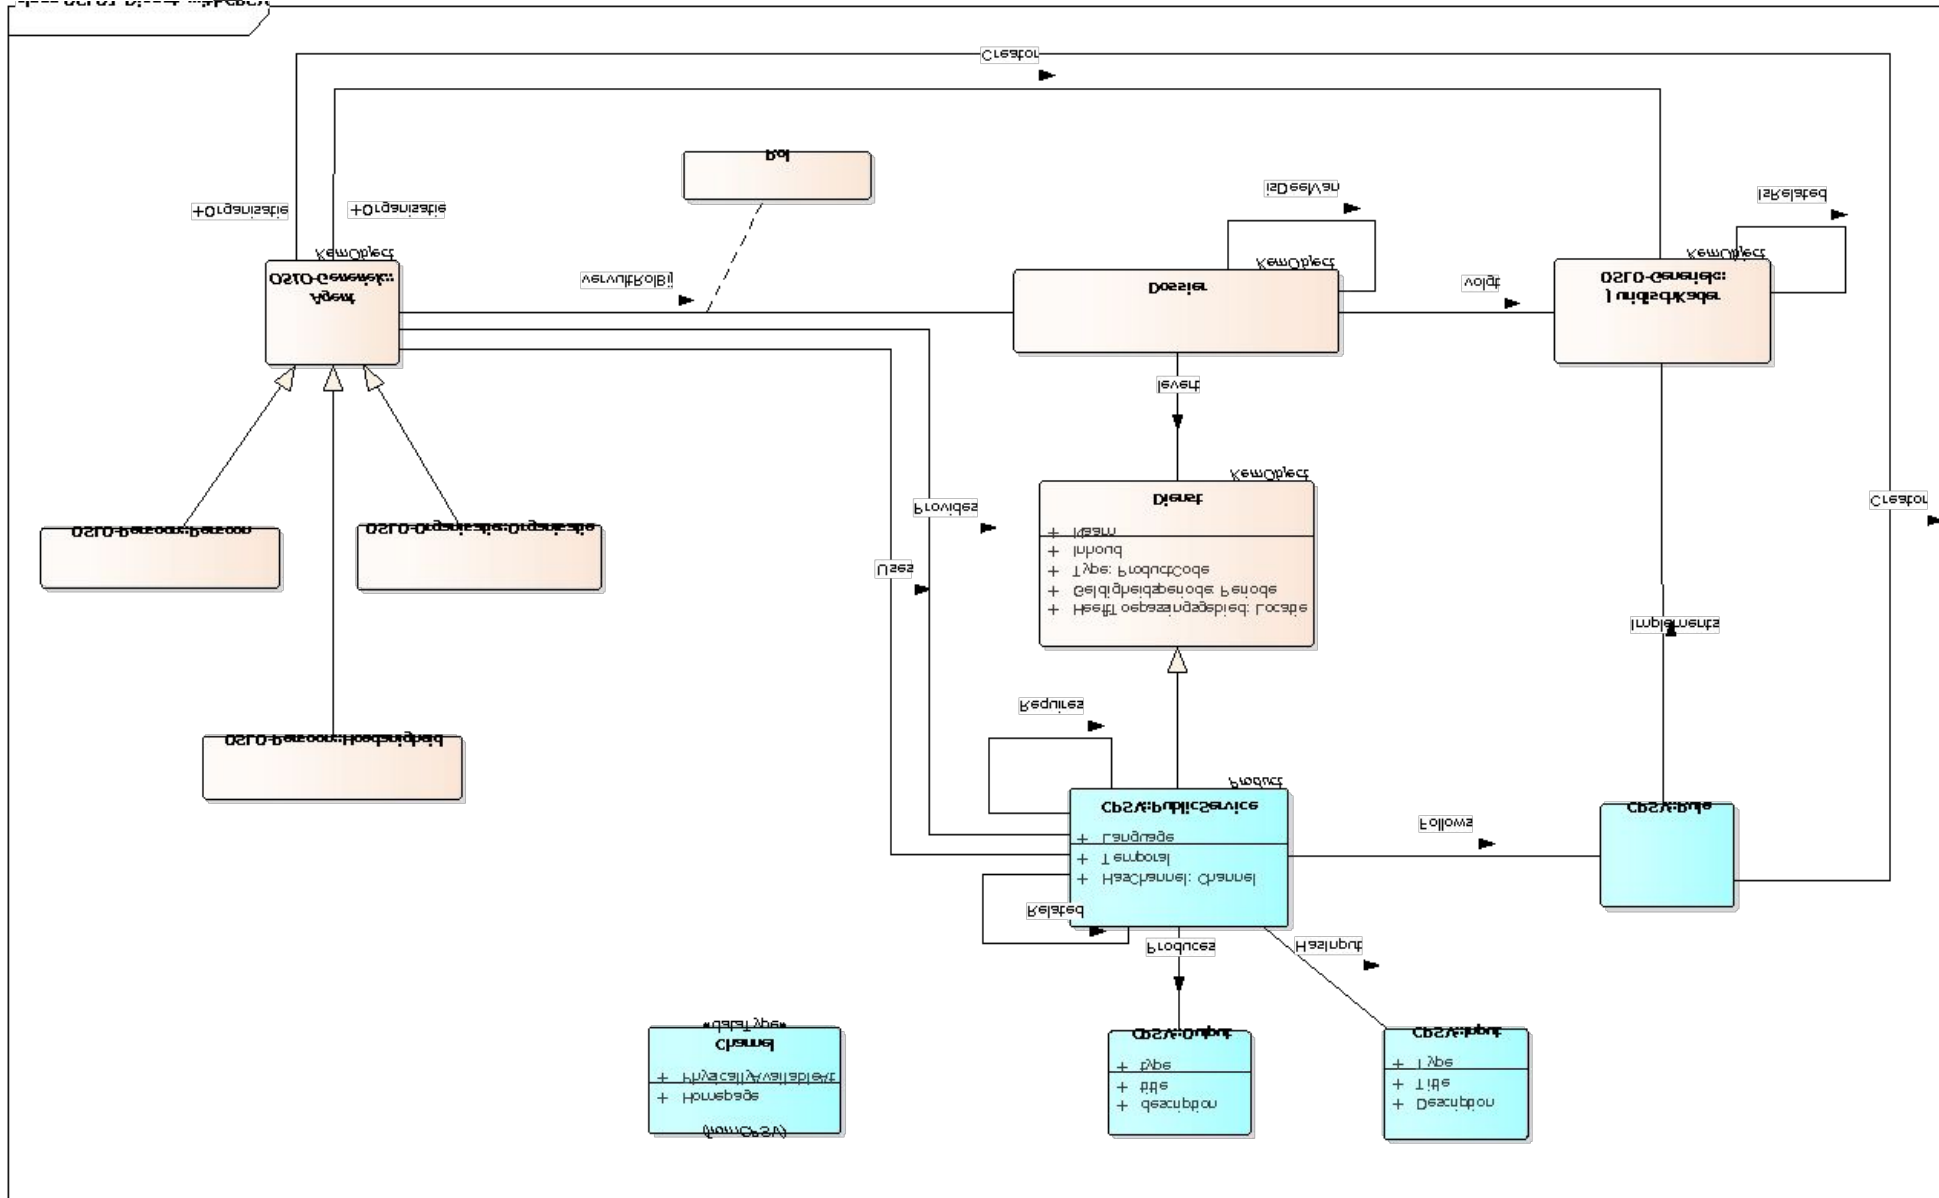 Creator
Rol
isDeelVan
IsRelated
+Organisatie
+Organisatie
KernObject
OSLO-Generiek::
Agent
vervultRolBij
KernObject
Dossier
volgt
KernObject
OSLO-Generiek::
JuridischKader
levert
KernObject
Dienst
+ Naam
+ Inhoud
+ Type: ProductCode
+ Geldigheidsperiode: Periode
+ HeeftToepassingsgebied: Locatie
Provides
Creator
OSLO-Persoon::Persoon
OSLO-Organisatie::Organisatie
Uses
Implements
OSLO-Persoon::Hoedanigheid
Requires
Product
CPSV::PublicService
+ Language
+ Temporal
+ HasChannel: Channel
Follows
CPSV::Rule
Related
Produces
HasInput
«dataType»
Channel
+ PhysicallyAvailableAt
+ Homepage
(from CPSV)
CPSV::Output
+ type
+ title
+ description
CPSV::Input
+ Type
+ Title
+ Description